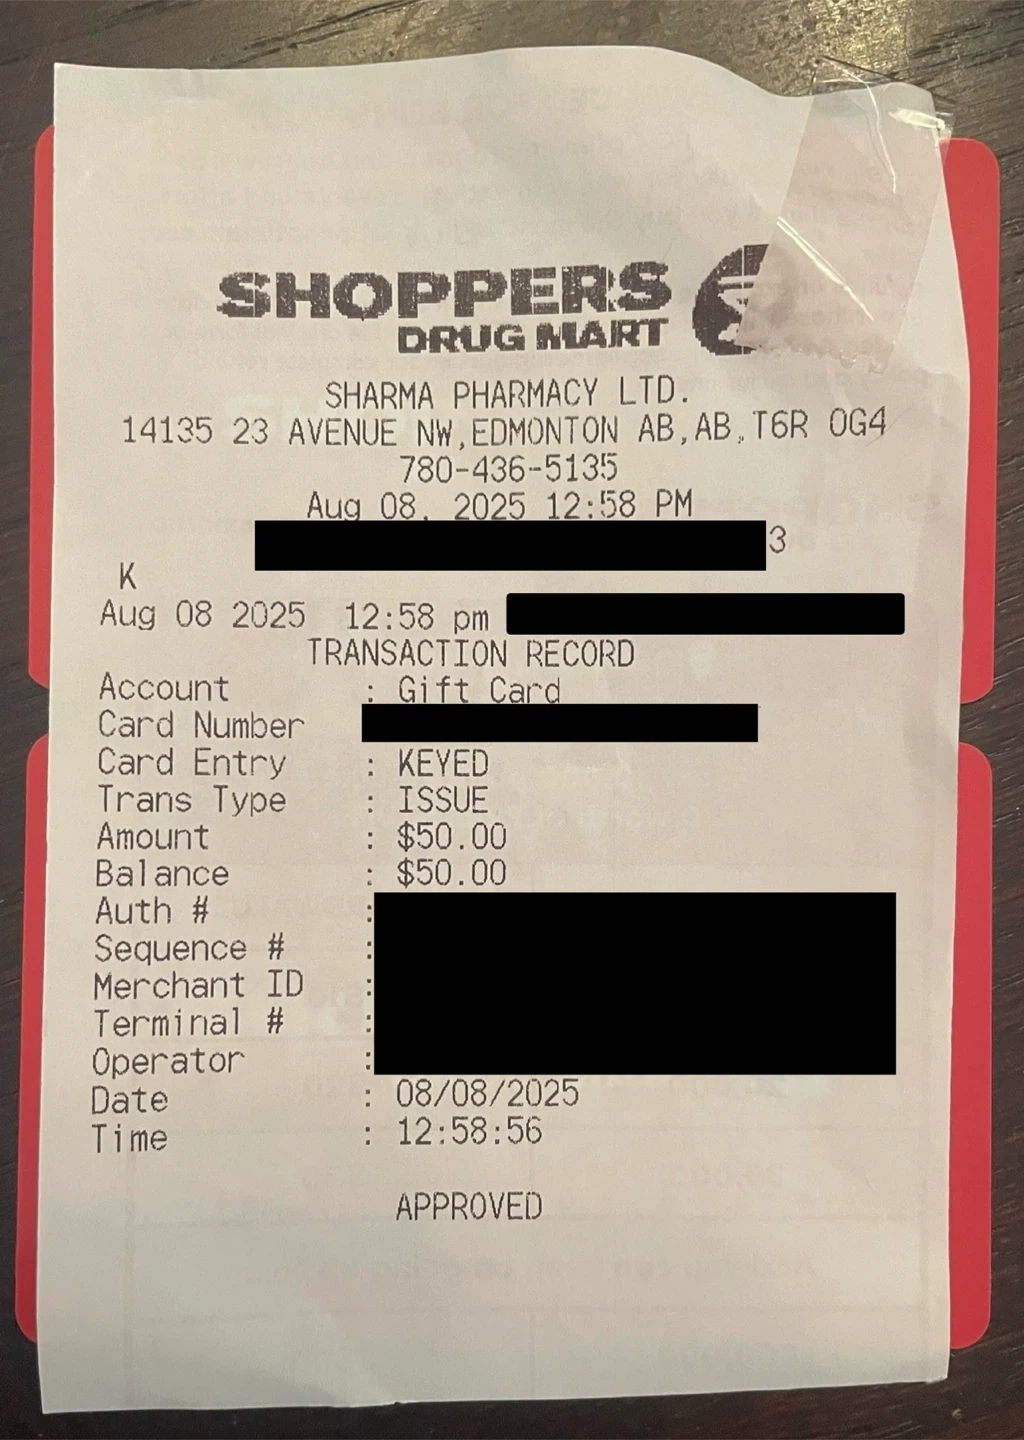 SHOPPERS
DRUG MART
SHARMA PHARMACY LTD.
14135 23 AVENUE NW,EDMONTON AB,AB,T6R 0G4
780-436-5135
Aug 08, 2025 12:58 PM
3
K
Aug 08 2025 12:58 pm
TRANSACTION RECORD
Account : Gift Card
Card Number
Card Entry : KEYED
Trans Type : ISSUE
Amount : $50.00
Balance : $50.00
Auth # :
Sequence # :
Merchant ID :
Terminal # :
Operator :
Date : 08/08/2025
Time : 12:58:56
APPROVED